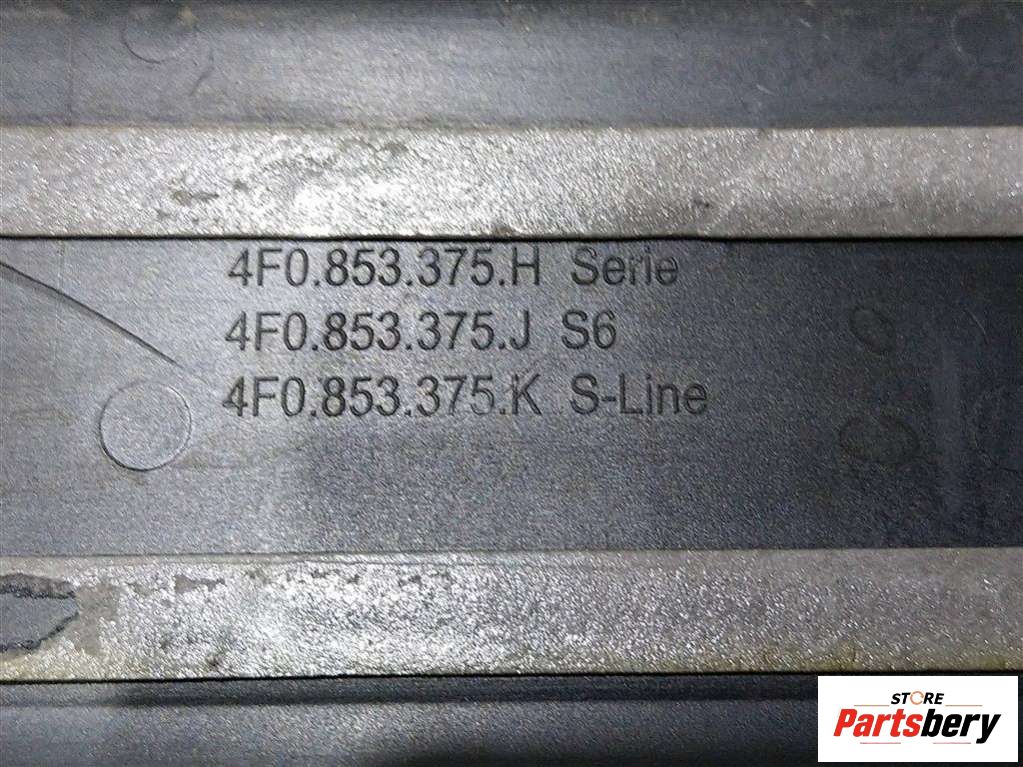 4F0.853.375.H Serie
4F0.853.375.J S6
4F0.853.375.K S-Line
STORE
Partsbery